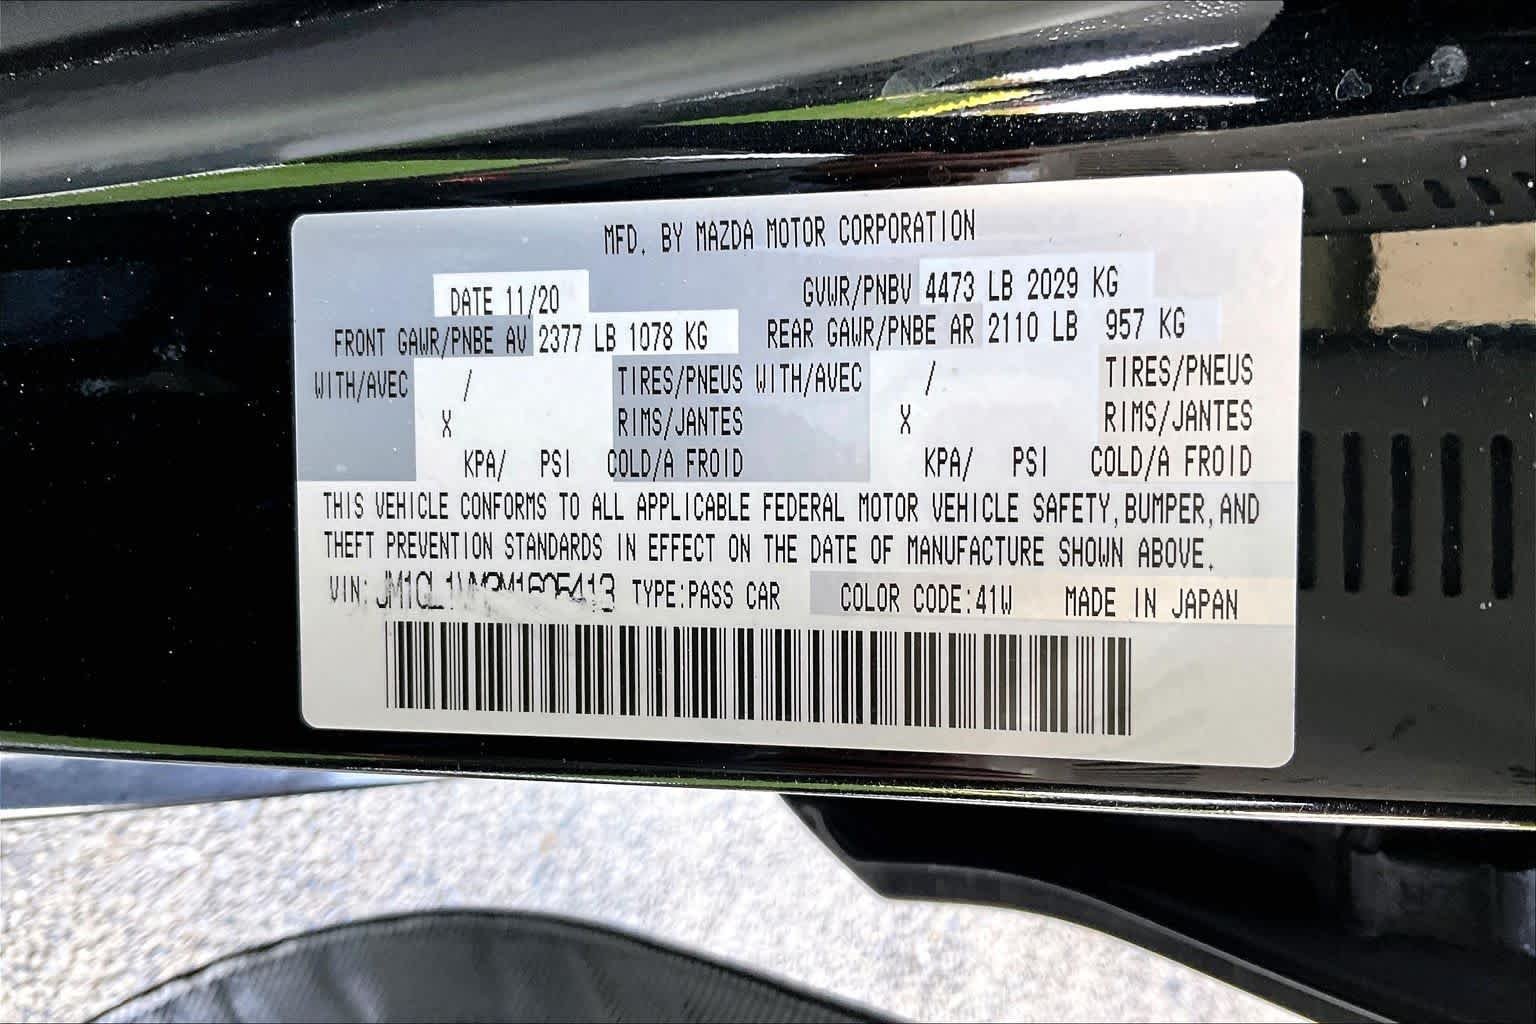 MFD. BY MAZDA MOTOR CORPORATION
DATE 11/20 GVWR/PNBV 4473 LB 2029 KG
FRONT GAWR/PNBE AV 2377 LB 1078 KG REAR GAWR/PNBE AR 2110 LB 957 KG
WITH/AVEC / TIRES/PNEUS WITH/AVEC / TIRES/PNEUS
X RIMS/JANTES X RIMS/JANTES
KPA/ PSI COLD/A FROID KPA/ PSI COLD/A FROID
THIS VEHICLE CONFORMS TO ALL APPLICABLE FEDERAL MOTOR VEHICLE SAFETY, BUMPER, AND
THEFT PREVENTION STANDARDS IN EFFECT ON THE DATE OF MANUFACTURE SHOWN ABOVE.
VIN: TYPE:PASS CAR COLOR CODE:41W MADE IN JAPAN